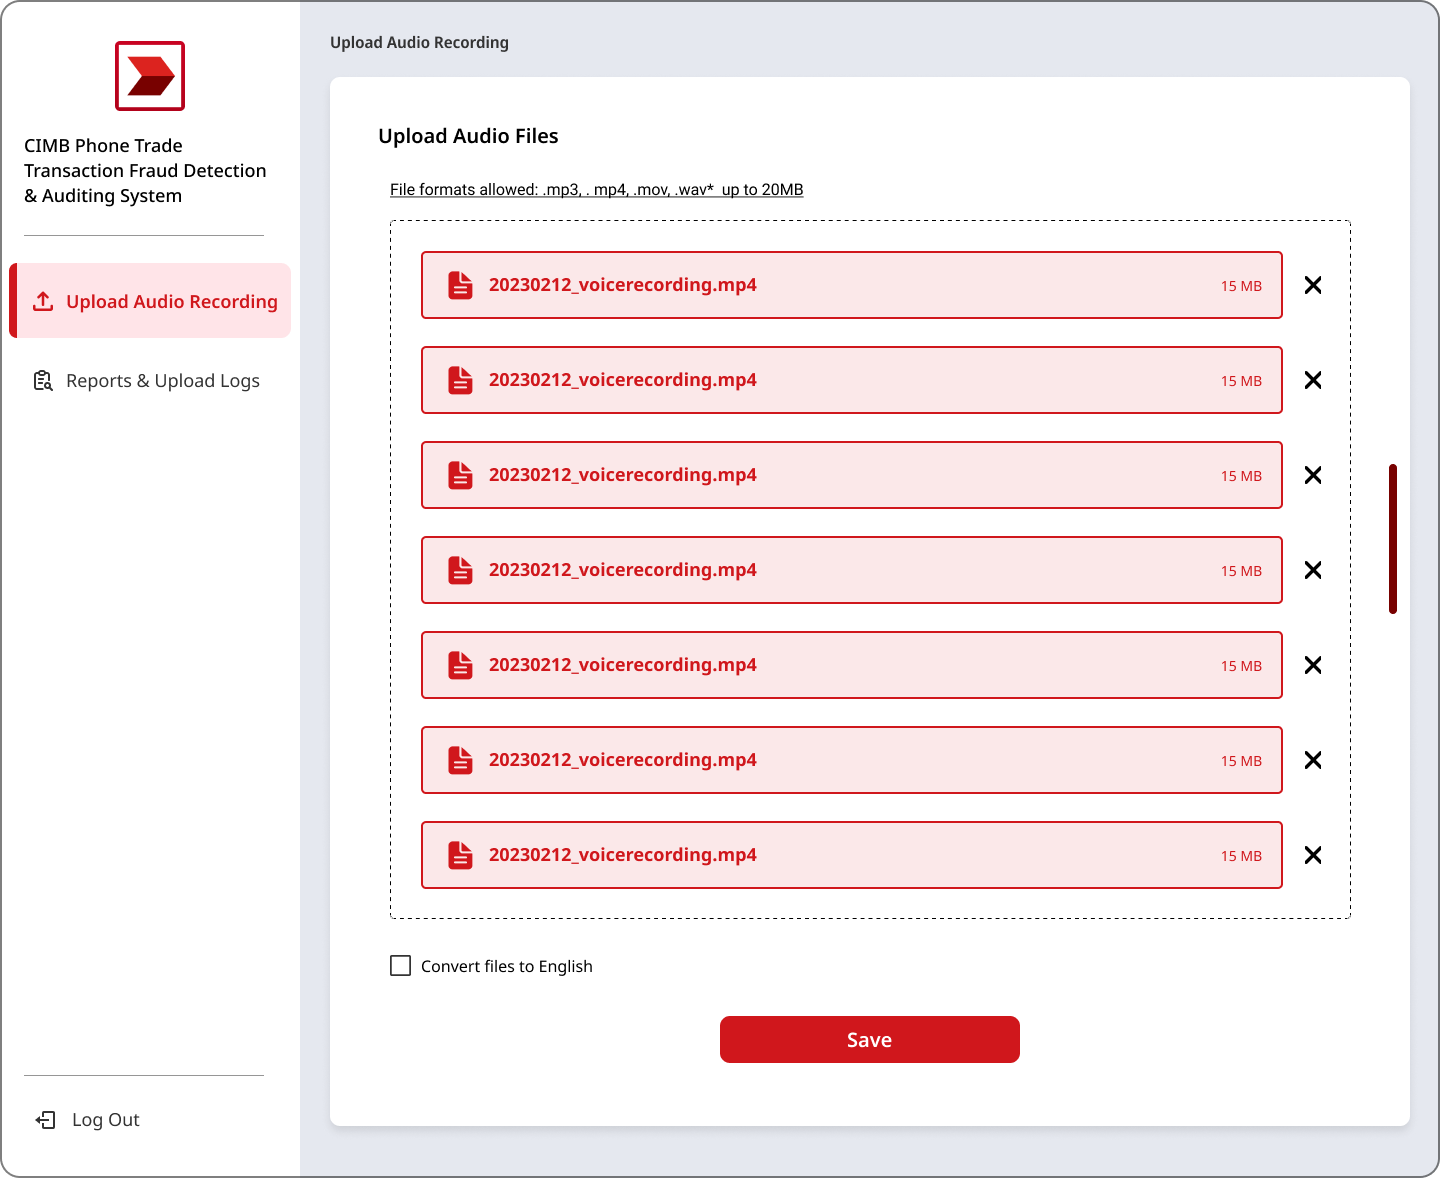 CIMB Phone Trade
Transaction Fraud Detection
& Auditing System
Upload Audio Recording
Reports & Upload Logs
Log Out
Upload Audio Recording
Upload Audio Files
File formats allowed: .mp3, . mp4, .mov, .wav*  up to 20MB
20230212_voicerecording.mp4 15 MB
20230212_voicerecording.mp4 15 MB
20230212_voicerecording.mp4 15 MB
20230212_voicerecording.mp4 15 MB
20230212_voicerecording.mp4 15 MB
20230212_voicerecording.mp4 15 MB
20230212_voicerecording.mp4 15 MB
Convert files to English
Save